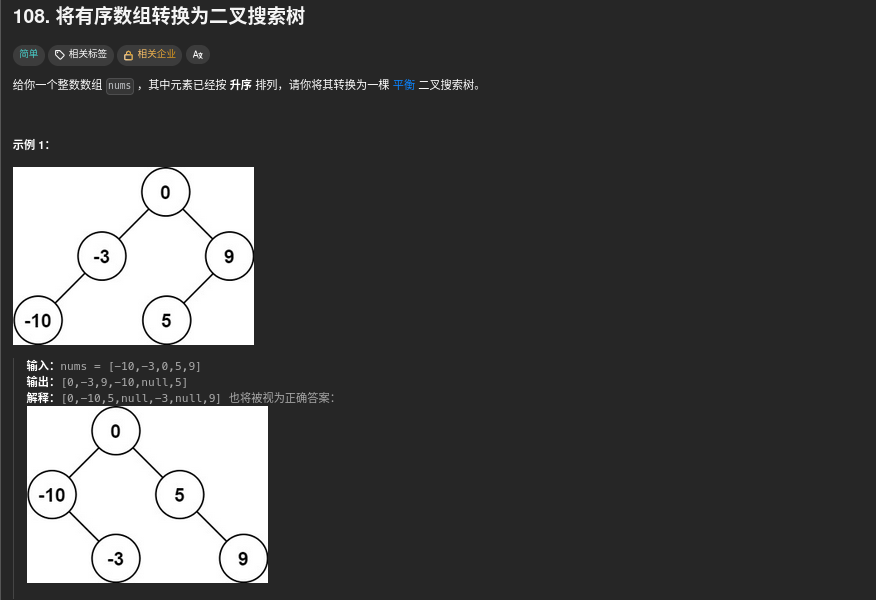 108. 将有序数组转换为二叉搜索树
简单 相关标签 相关企业 Aᵪ
给你一个整数数组 nums ，其中元素已经按 升序 排列，请你将其转换为一棵 平衡 二叉搜索树。
示例 1：
0
-3 9
-10 5
输入：nums = [-10,-3,0,5,9]
输出：[0,-3,9,-10,null,5]
解释：[0,-10,5,null,-3,null,9] 也将被视为正确答案：
0
-10 5
-3 9